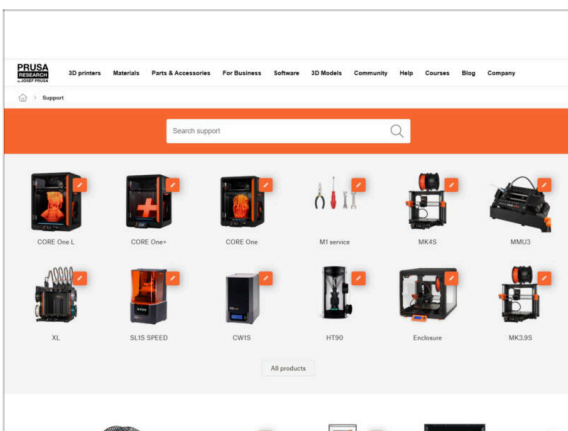 PRUSA
RESEARCH
by JOSEF PRUSA
3D printers Materials Parts & Accessories For Business Software 3D Models Community Help Courses Blog Company
Support
Search support
CORE One L CORE One+ CORE One M1 service MK4S MMU3
XL SL1S SPEED CW1S HT90 Enclosure MK3.9S
All products